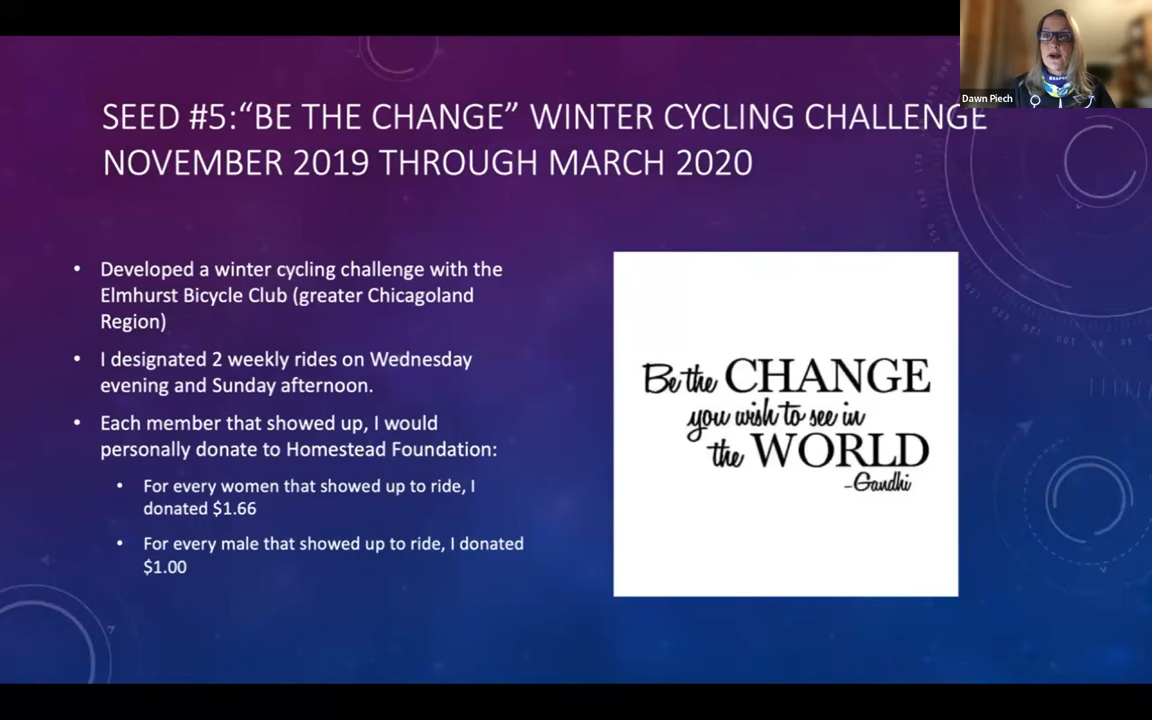 SEED #5:“BE THE CHANGE” WINTER CYCLING CHALLENGE
NOVEMBER 2019 THROUGH MARCH 2020
Dawn Piech
• Developed a winter cycling challenge with the
Elmhurst Bicycle Club (greater Chicagoland
Region)
• I designated 2 weekly rides on Wednesday
evening and Sunday afternoon.
• Each member that showed up, I would
personally donate to Homestead Foundation:
• For every women that showed up to ride, I
donated $1.66
• For every male that showed up to ride, I donated
$1.00
Be the CHANGE
you wish to see in
the WORLD
-Gandhi